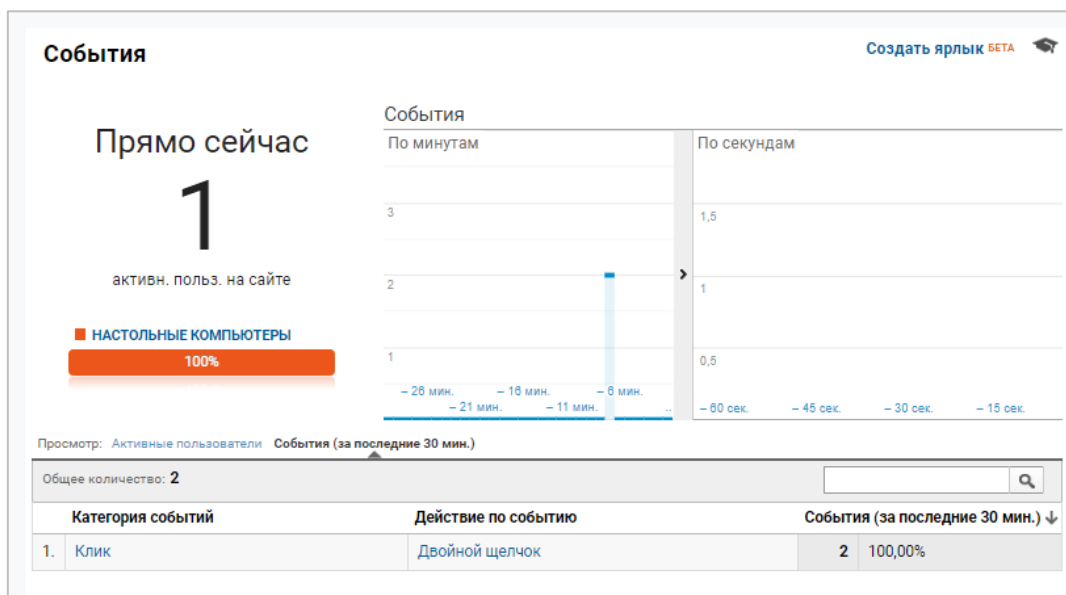 События
Создать ярлык БЕТА
Прямо сейчас
1
активн. польз. на сайте
НАСТОЛЬНЫЕ КОМПЬЮТЕРЫ
100%
События
По минутам
3
2
1
– 26 мин. – 16 мин. – 6 мин.
– 21 мин. – 11 мин. ..
По секундам
1,5
1
0,5
– 60 сек. – 45 сек. – 30 сек. – 15 сек.
Просмотр: Активные пользователи События (за последние 30 мин.)
Общее количество: 2
Категория событий Действие по событию События (за последние 30 мин.)
1. Клик Двойной щелчок 2 100,00%